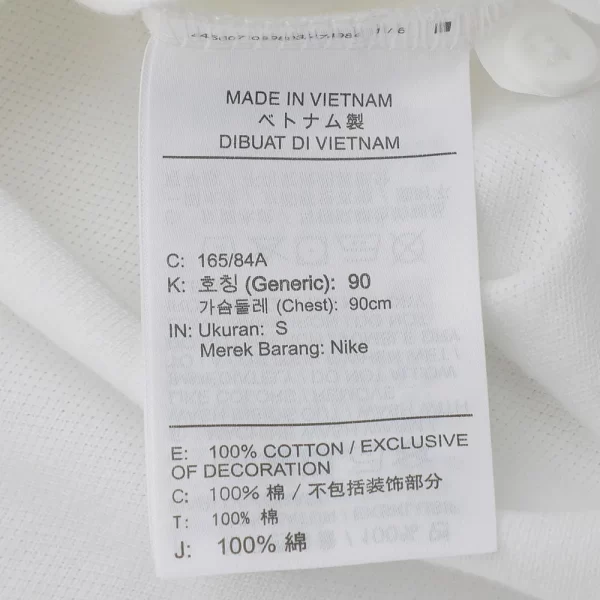 MADE IN VIETNAM
ベトナム製
DIBUAT DI VIETNAM
C: 165/84A
K: 호칭 (Generic): 90
가슴둘레 (Chest): 90cm
IN: Ukuran: S
Merek Barang: Nike
E: 100% COTTON / EXCLUSIVE
OF DECORATION
C: 100% 棉 / 不包括装饰部分
T: 100% 棉
J: 100% 綿